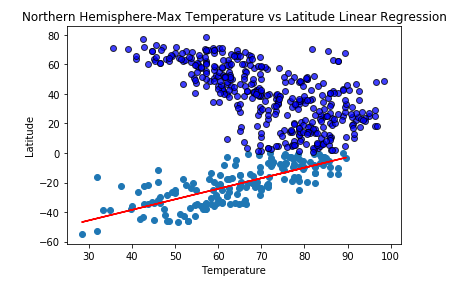 Northern Hemisphere-Max Temperature vs Latitude Linear Regression
80
60
40
20
0
−20
−40
−60
Latitude
30 40 50 60 70 80 90 100
Temperature